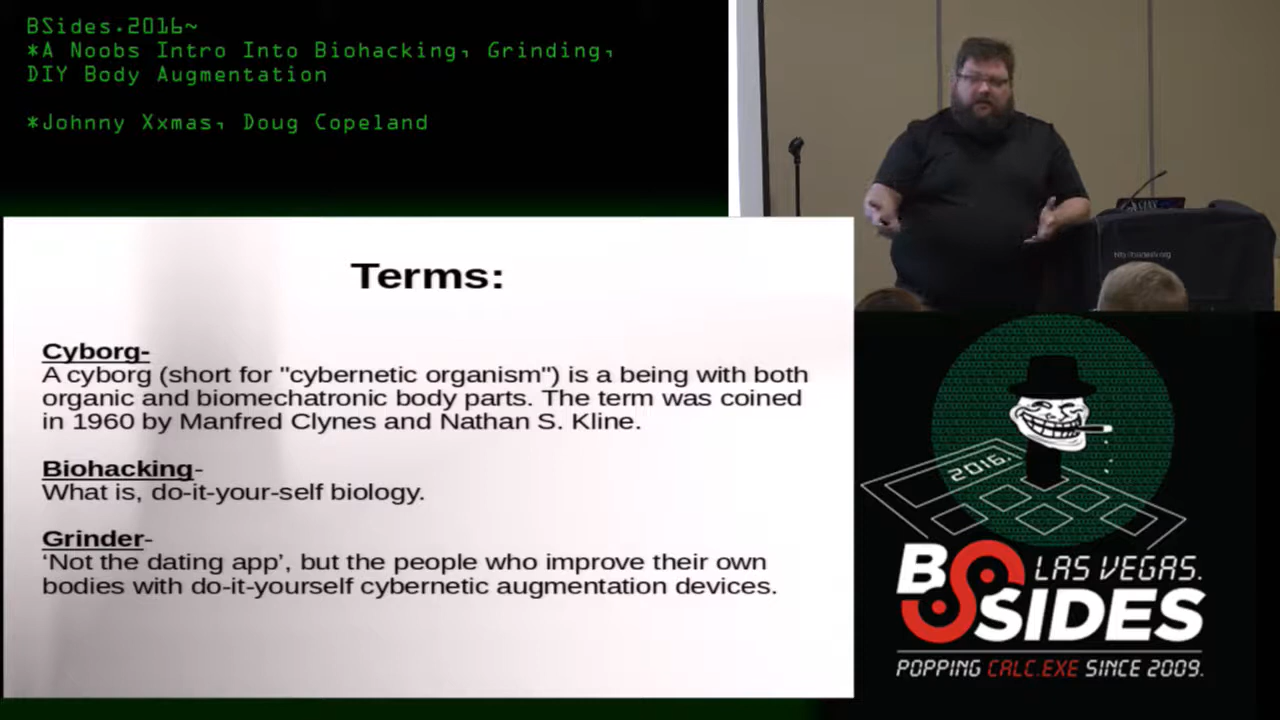 BSides.2016~
*A Noobs Intro Into Biohacking, Grinding,
DIY Body Augmentation
*Johnny Xxmas, Doug Copeland
Terms:
Cyborg-
A cyborg (short for "cybernetic organism") is a being with both
organic and biomechatronic body parts. The term was coined
in 1960 by Manfred Clynes and Nathan S. Kline.
Biohacking-
What is, do-it-your-self biology.
Grinder-
‘Not the dating app’, but the people who improve their own
bodies with do-it-yourself cybernetic augmentation devices.
2016.
BSIDES
LAS VEGAS.
POPPING CALC.EXE SINCE 2009.